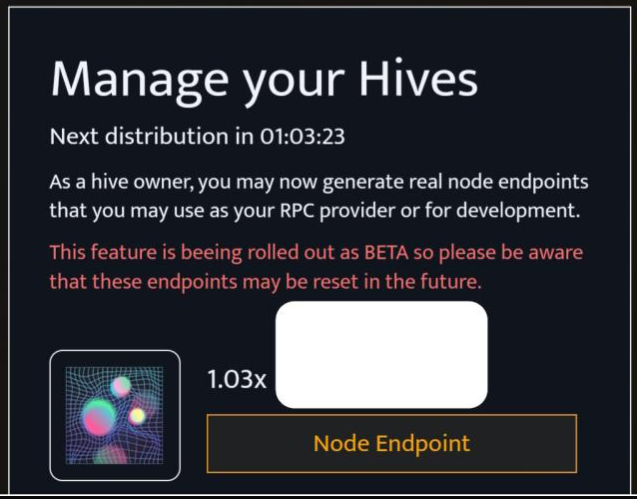 Manage your Hives
Next distribution in 01:03:23
As a hive owner, you may now generate real node endpoints
that you may use as your RPC provider or for development.
This feature is beeing rolled out as BETA so please be aware
that these endpoints may be reset in the future.
1.03x
Node Endpoint